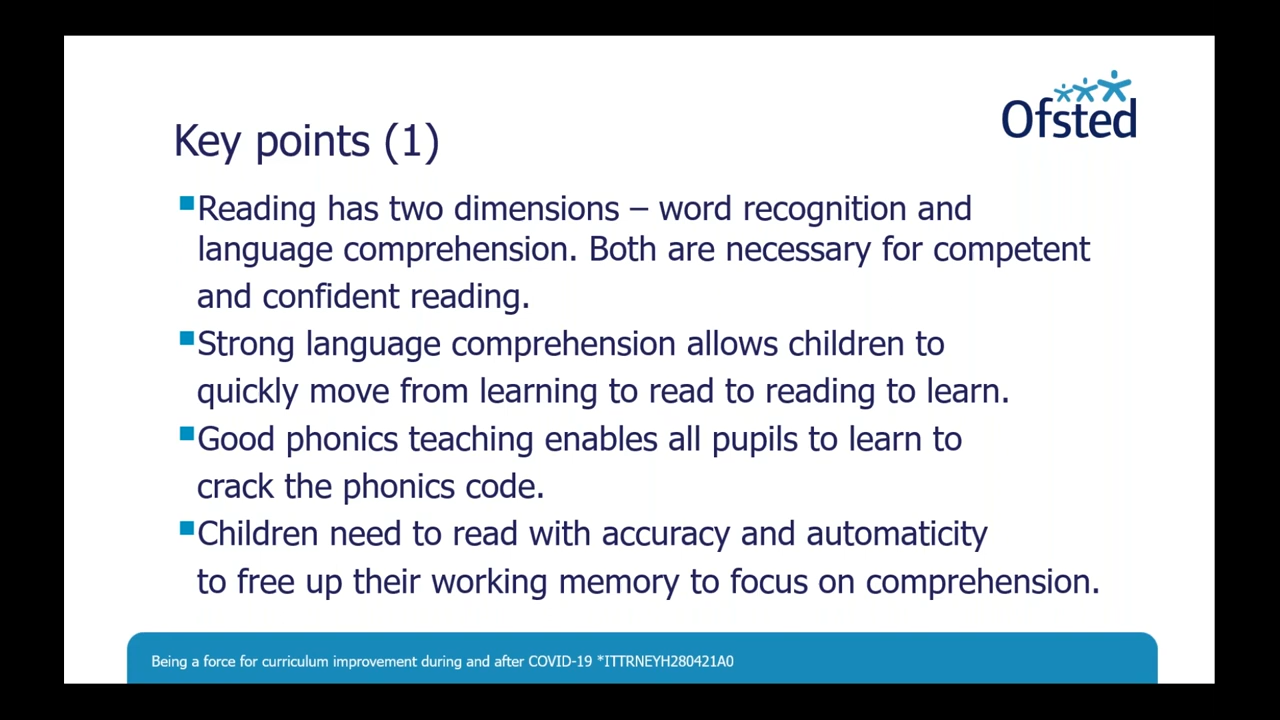 Ofsted
Key points (1)
Reading has two dimensions – word recognition and
language comprehension. Both are necessary for competent
and confident reading.
Strong language comprehension allows children to
quickly move from learning to read to reading to learn.
Good phonics teaching enables all pupils to learn to
crack the phonics code.
Children need to read with accuracy and automaticity
to free up their working memory to focus on comprehension.
Being a force for curriculum improvement during and after COVID-19 *ITTRNEYH280421A0